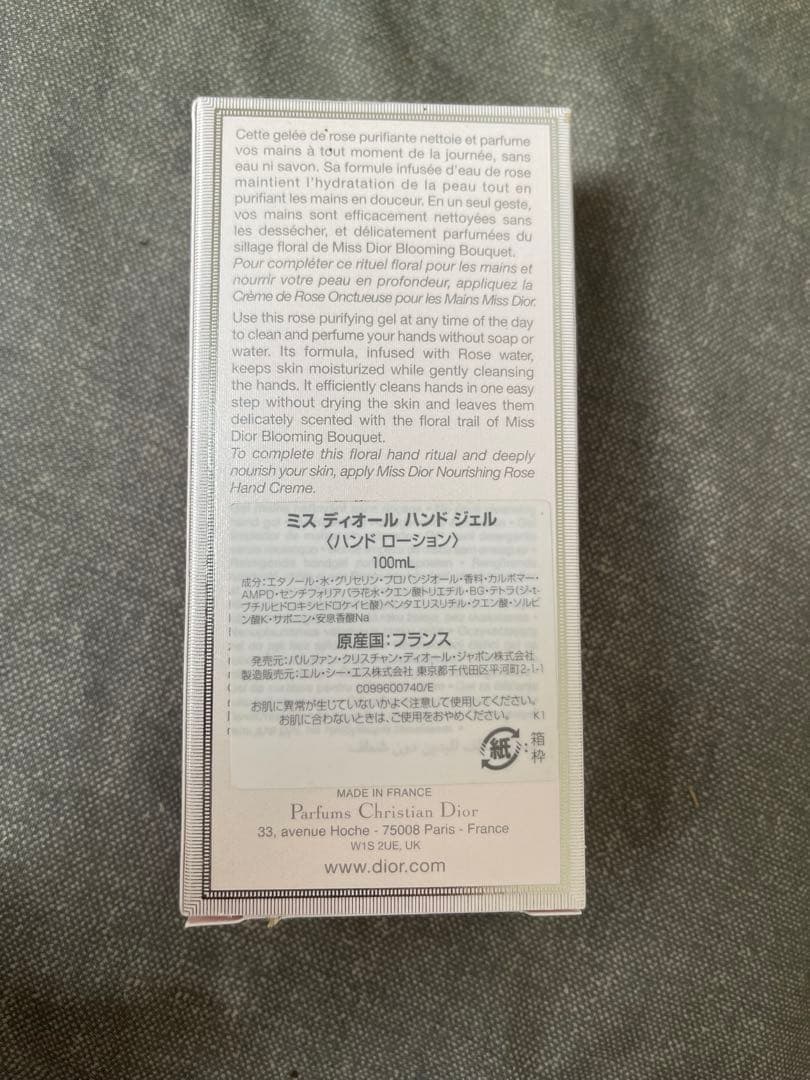 Cette gelée de rose purifiante nettoie et parfume
vos mains à tout moment de la journée, sans
eau ni savon. Sa formule infusée d'eau de rose
maintient l'hydratation de la peau tout en
purifiant les mains en douceur. En un seul geste,
vos mains sont efficacement nettoyées sans
les dessécher, et délicatement parfumées du
sillage floral de Miss Dior Blooming Bouquet.
Pour compléter ce rituel floral pour les mains et
nourrir votre peau en profondeur, appliquez la
Crème de Rose Onctueuse pour les Mains Miss Dior.
Use this rose purifying gel at any time of the day
to clean and perfume your hands without soap or
water. Its formula, infused with Rose water,
keeps skin moisturized while gently cleansing
the hands. It efficiently cleans hands in one easy
step without drying the skin and leaves them
delicately scented with the floral trail of Miss
Dior Blooming Bouquet.
To complete this floral hand ritual and deeply
nourish your skin, apply Miss Dior Nourishing Rose
Hand Creme.
ミス ディオール ハンド ジェル
〈ハンド ローション〉
100mL
成分:エタノール・水・グリセリン・プロパンジオール・香料・カルボマー・
AMPD・センチフォリアバラ花水・クエン酸トリエチル・BG・テトラ(ジ-t-
ブチルヒドロキシヒドロケイヒ酸)ペンタエリスリチル・クエン酸・ソルビ
ン酸K・サポニン・安息香酸Na
原産国:フランス
発売元:パルファン・クリスチャン・ディオール・ジャポン株式会社
製造販売元:エル・シー・エス株式会社 東京都千代田区平河町2-1-1
C099600740/E
お肌に異常が生じていないかよく注意して使用してください。
お肌に合わないときは、ご使用をおやめください。 K1
紙:箱
枠
MADE IN FRANCE
Parfums Christian Dior
33, avenue Hoche - 75008 Paris - France
W1S 2UE, UK
www.dior.com